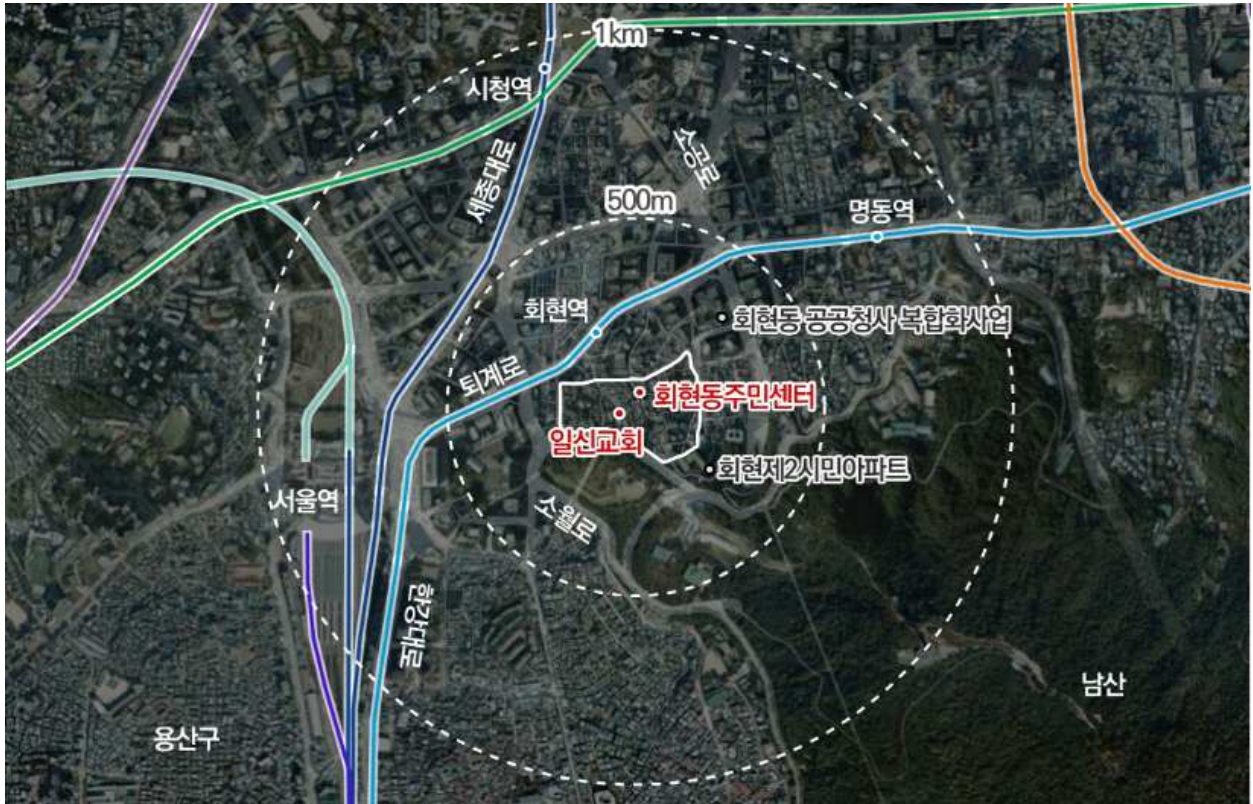 1km
시청역
소공로
세종대로
500m
명동역
회현역
회현동 공공청사 복합화사업
퇴계로
회현동주민센터
일신교회
회현제2시민아파트
서울역
소월로
한강대로
남산
용산구